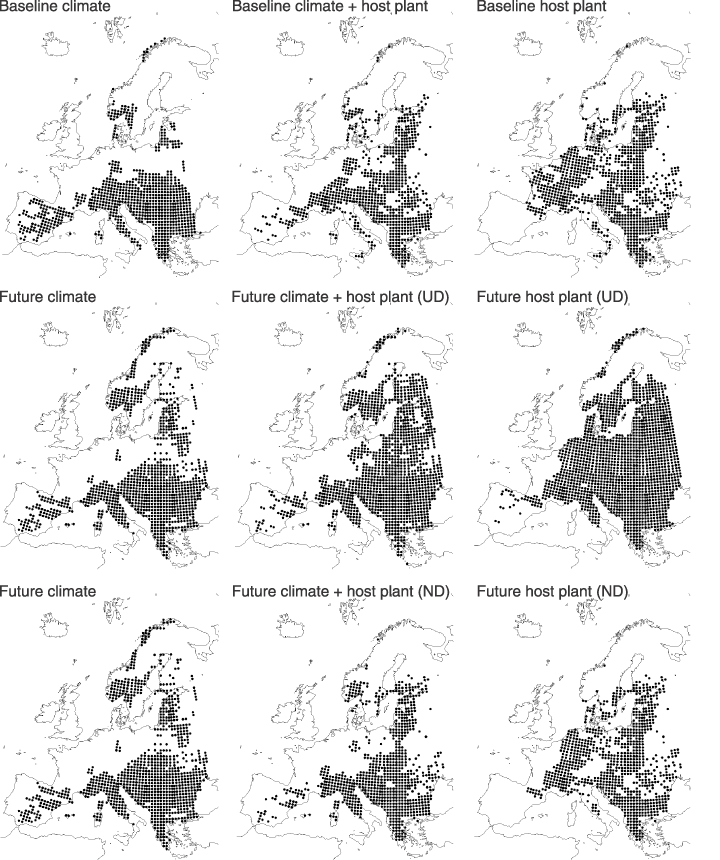 Baseline climate
Baseline climate + host plant
Baseline host plant
Future climate
Future climate + host plant (UD)
Future host plant (UD)
Future climate
Future climate + host plant (ND)
Future host plant (ND)